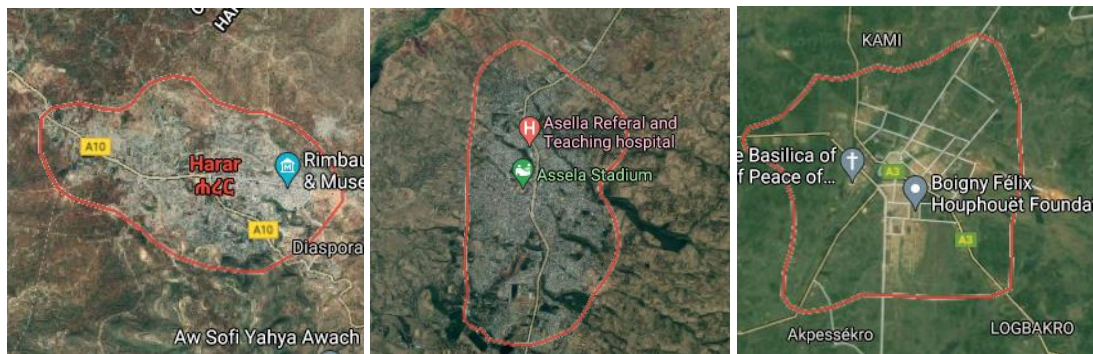 HAR
A10
Harar
ሐረር
Rimbau
& Muse
A10
Diaspora
Aw Sofi Yahya Awach
Asella Referal and
Teaching hospital
Assela Stadium
KAMI
e Basilica of
f Peace of...
A3
Boigny Félix
Houphouët Foundat
A3
Akpessékro
LOGBAKRO